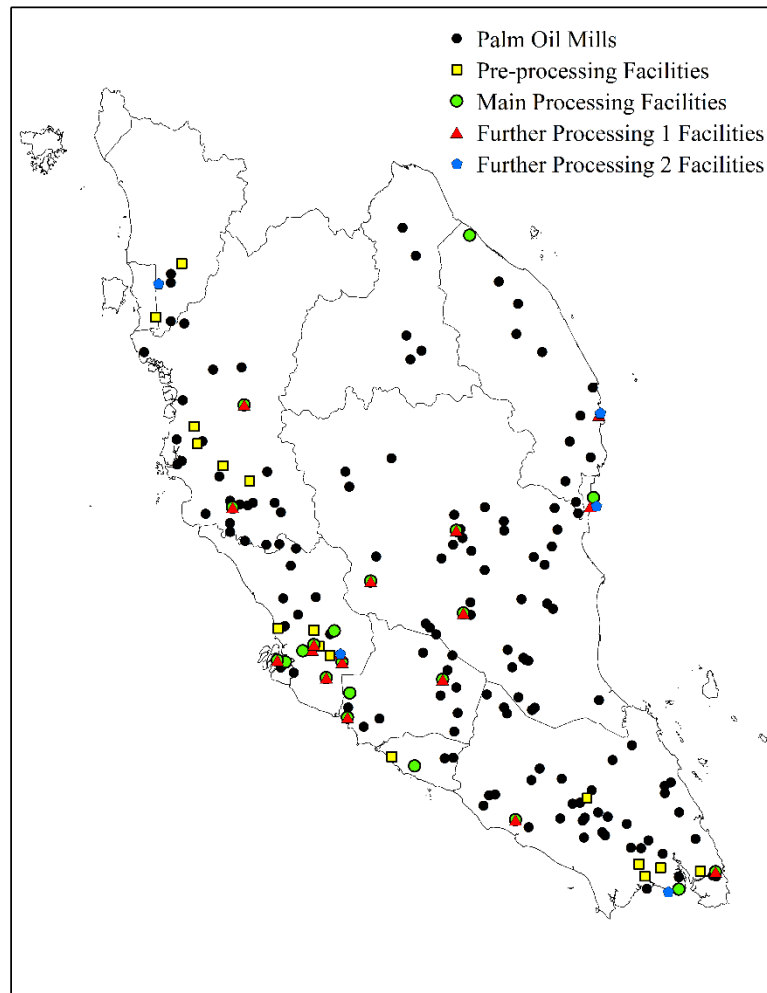 Palm Oil Mills
Pre-processing Facilities
Main Processing Facilities
Further Processing 1 Facilities
Further Processing 2 Facilities